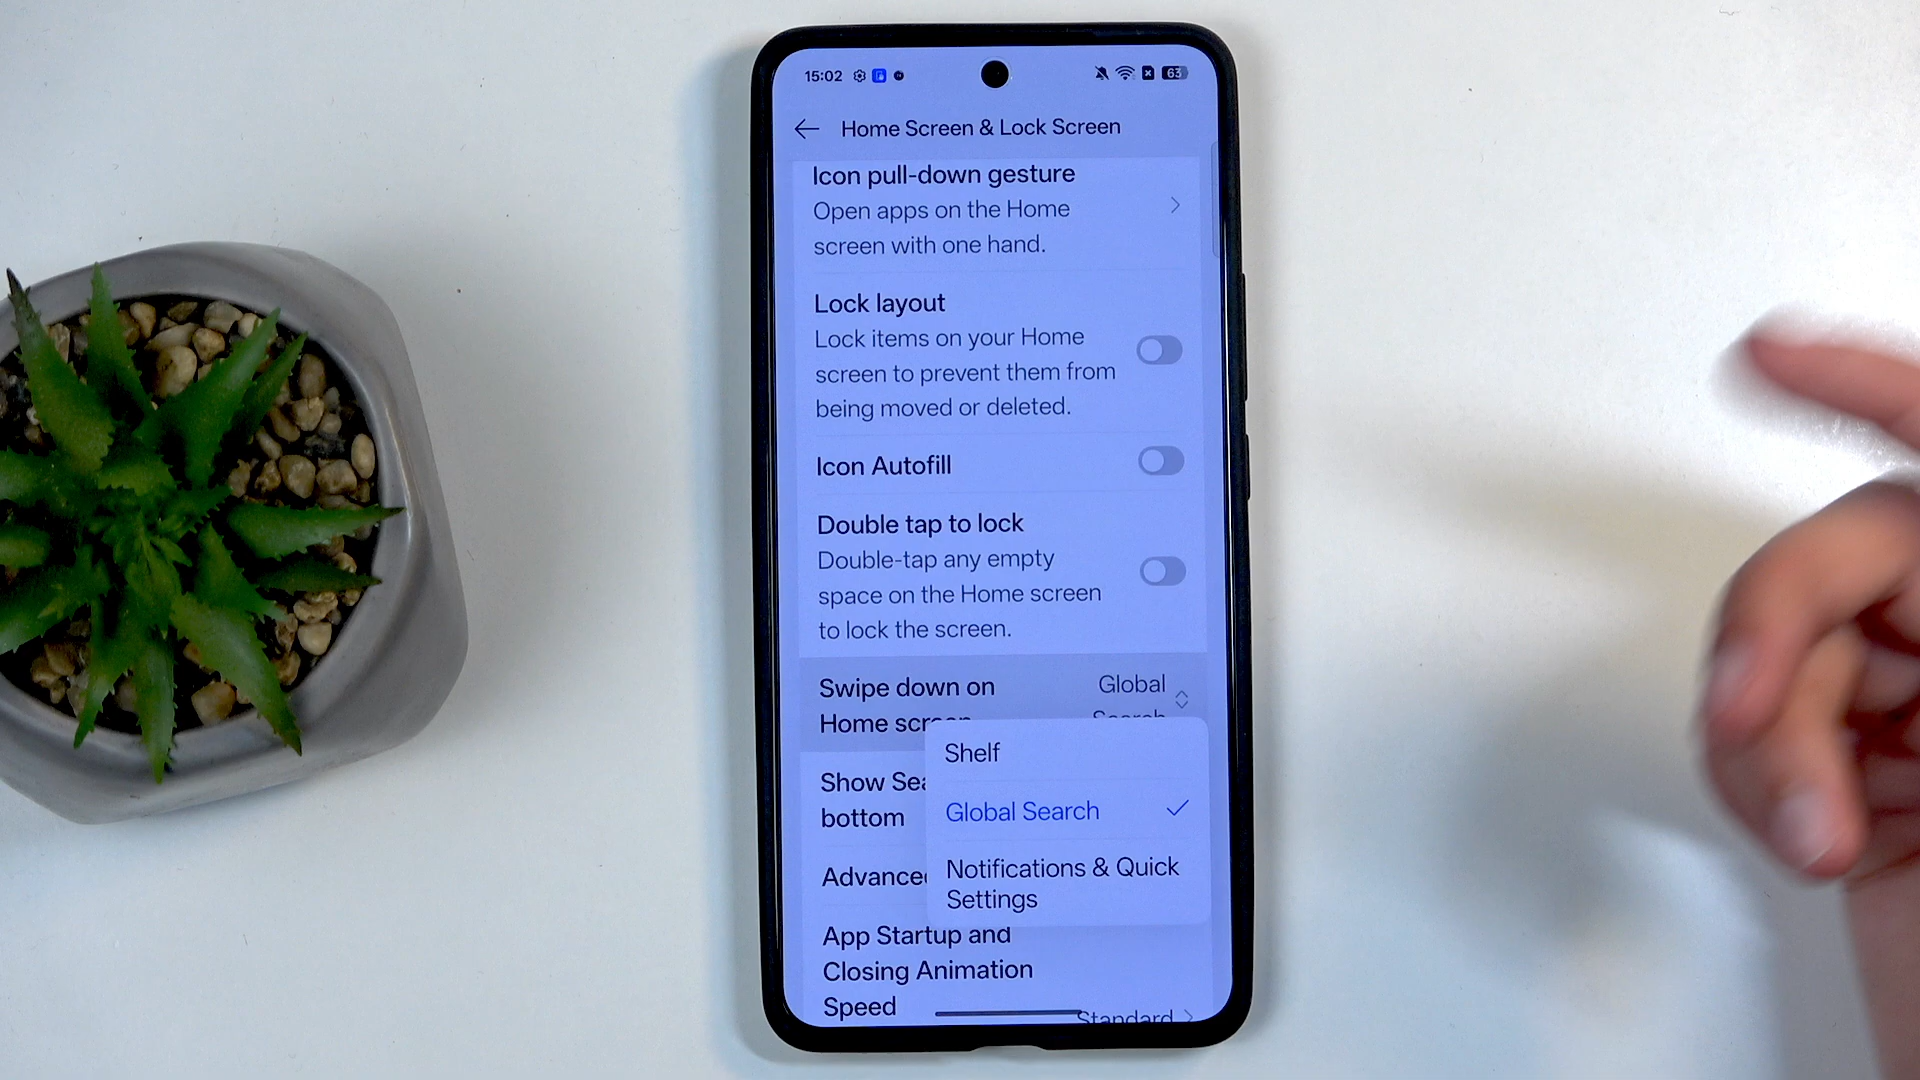 15:02
63
Home Screen & Lock Screen
Icon pull-down gesture
Open apps on the Home
screen with one hand.
Lock layout
Lock items on your Home
screen to prevent them from
being moved or deleted.
Icon Autofill
Double tap to lock
Double-tap any empty
space on the Home screen
to lock the screen.
Swipe down on
Home screen
Global
Search
Shelf
Global Search
Notifications & Quick
Settings
Show Sea
bottom
Advanced
App Startup and
Closing Animation
Speed
Standard